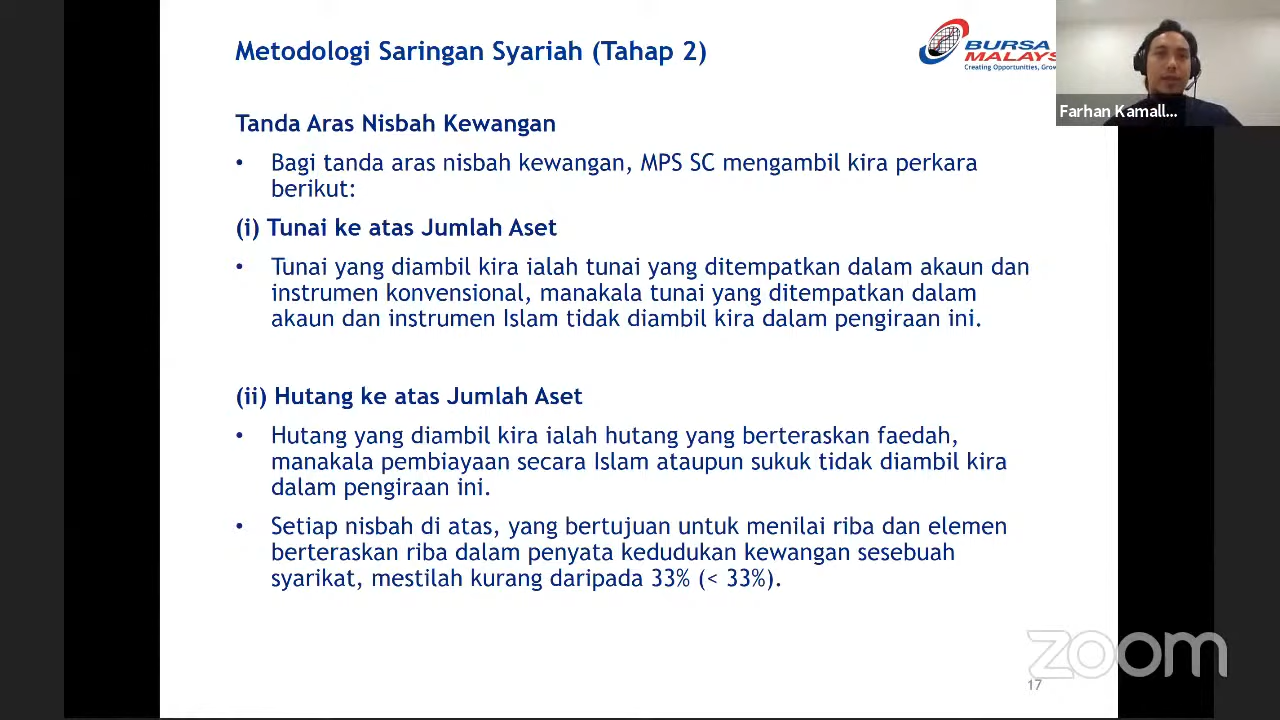 Metodologi Saringan Syariah (Tahap 2)
BURSA
MALAYS
Creating Opportunities, Grow
Farhan Kamall...
Tanda Aras Nisbah Kewangan
• Bagi tanda aras nisbah kewangan, MPS SC mengambil kira perkara
berikut:
(i) Tunai ke atas Jumlah Aset
• Tunai yang diambil kira ialah tunai yang ditempatkan dalam akaun dan
instrumen konvensional, manakala tunai yang ditempatkan dalam
akaun dan instrumen Islam tidak diambil kira dalam pengiraan ini.
(ii) Hutang ke atas Jumlah Aset
• Hutang yang diambil kira ialah hutang yang berteraskan faedah,
manakala pembiayaan secara Islam ataupun sukuk tidak diambil kira
dalam pengiraan ini.
• Setiap nisbah di atas, yang bertujuan untuk menilai riba dan elemen
berteraskan riba dalam penyata kedudukan kewangan sesebuah
syarikat, mestilah kurang daripada 33% (< 33%).
zoom
17